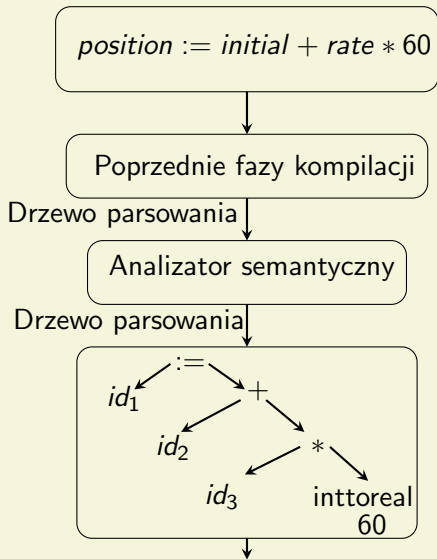 position := initial + rate ∗ 60
Poprzednie fazy kompilacji
Drzewo parsowania
Analizator semantyczny
Drzewo parsowania
:=
id₁ +
id₂ ∗
id₃ inttoreal
60